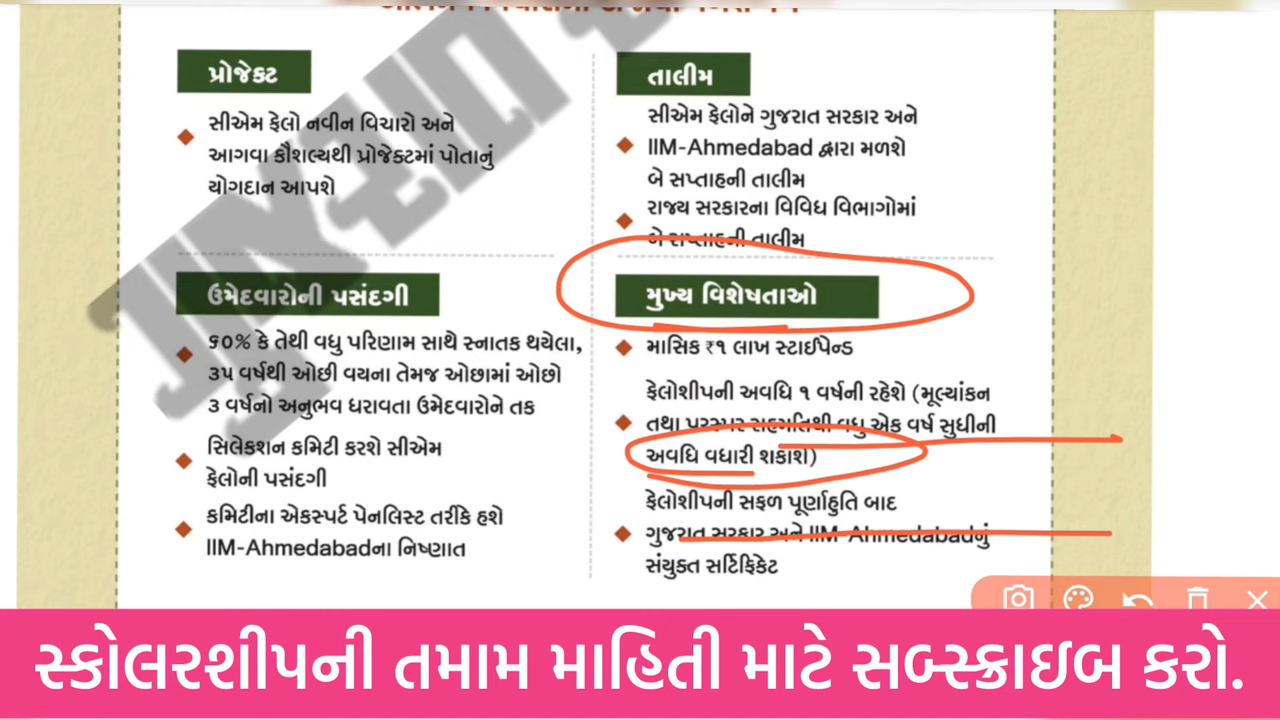 પ્રોજેક્ટ
સીએમ ફેલો નવીન વિચારો અને
આગવા કૌશલ્યથી પ્રોજેક્ટમાં પોતાનું
યોગદાન આપશે
તાલીમ
સીએમ ફેલોને ગુજરાત સરકાર અને
IIM-Ahmedabad દ્વારા મળશે
બે સપ્તાહની તાલીમ
રાજ્ય સરકારના વિવિધ વિભાગોમાં
બે સપ્તાહની તાલીમ
ઉમેદવારોની પસંદગી
૬૦% કે તેથી વધુ પરિણામ સાથે સ્નાતક થયેલા,
૩૫ વર્ષથી ઓછી વયના તેમજ ઓછામાં ઓછો
૩ વર્ષનો અનુભવ ધરાવતા ઉમેદવારોને તક
સિલેકશન કમિટી કરશે સીએમ
ફેલોની પસંદગી
કમિટીના એકસ્પર્ટ પેનલિસ્ટ તરીકે હશે
IIM-Ahmedabadના નિષ્ણાત
મુખ્ય વિશેષતાઓ
માસિક ₹૧ લાખ સ્ટાઈપેન્ડ
ફેલોશીપની અવધિ ૧ વર્ષની રહેશે (મૂલ્યાંકન
તથા પરસ્પર સહમતિથી વધુ એક વર્ષ સુધીની
અવધિ વધારી શકાશે)
ફેલોશીપની સફળ પૂર્ણાહુતિ બાદ
ગુજરાત સરકાર અને IIM-Ahmedabadનું
સંયુક્ત સર્ટિફિકેટ
સ્કોલરશીપની તમામ માહિતી માટે સબ્સ્ક્રાઇબ કરો.